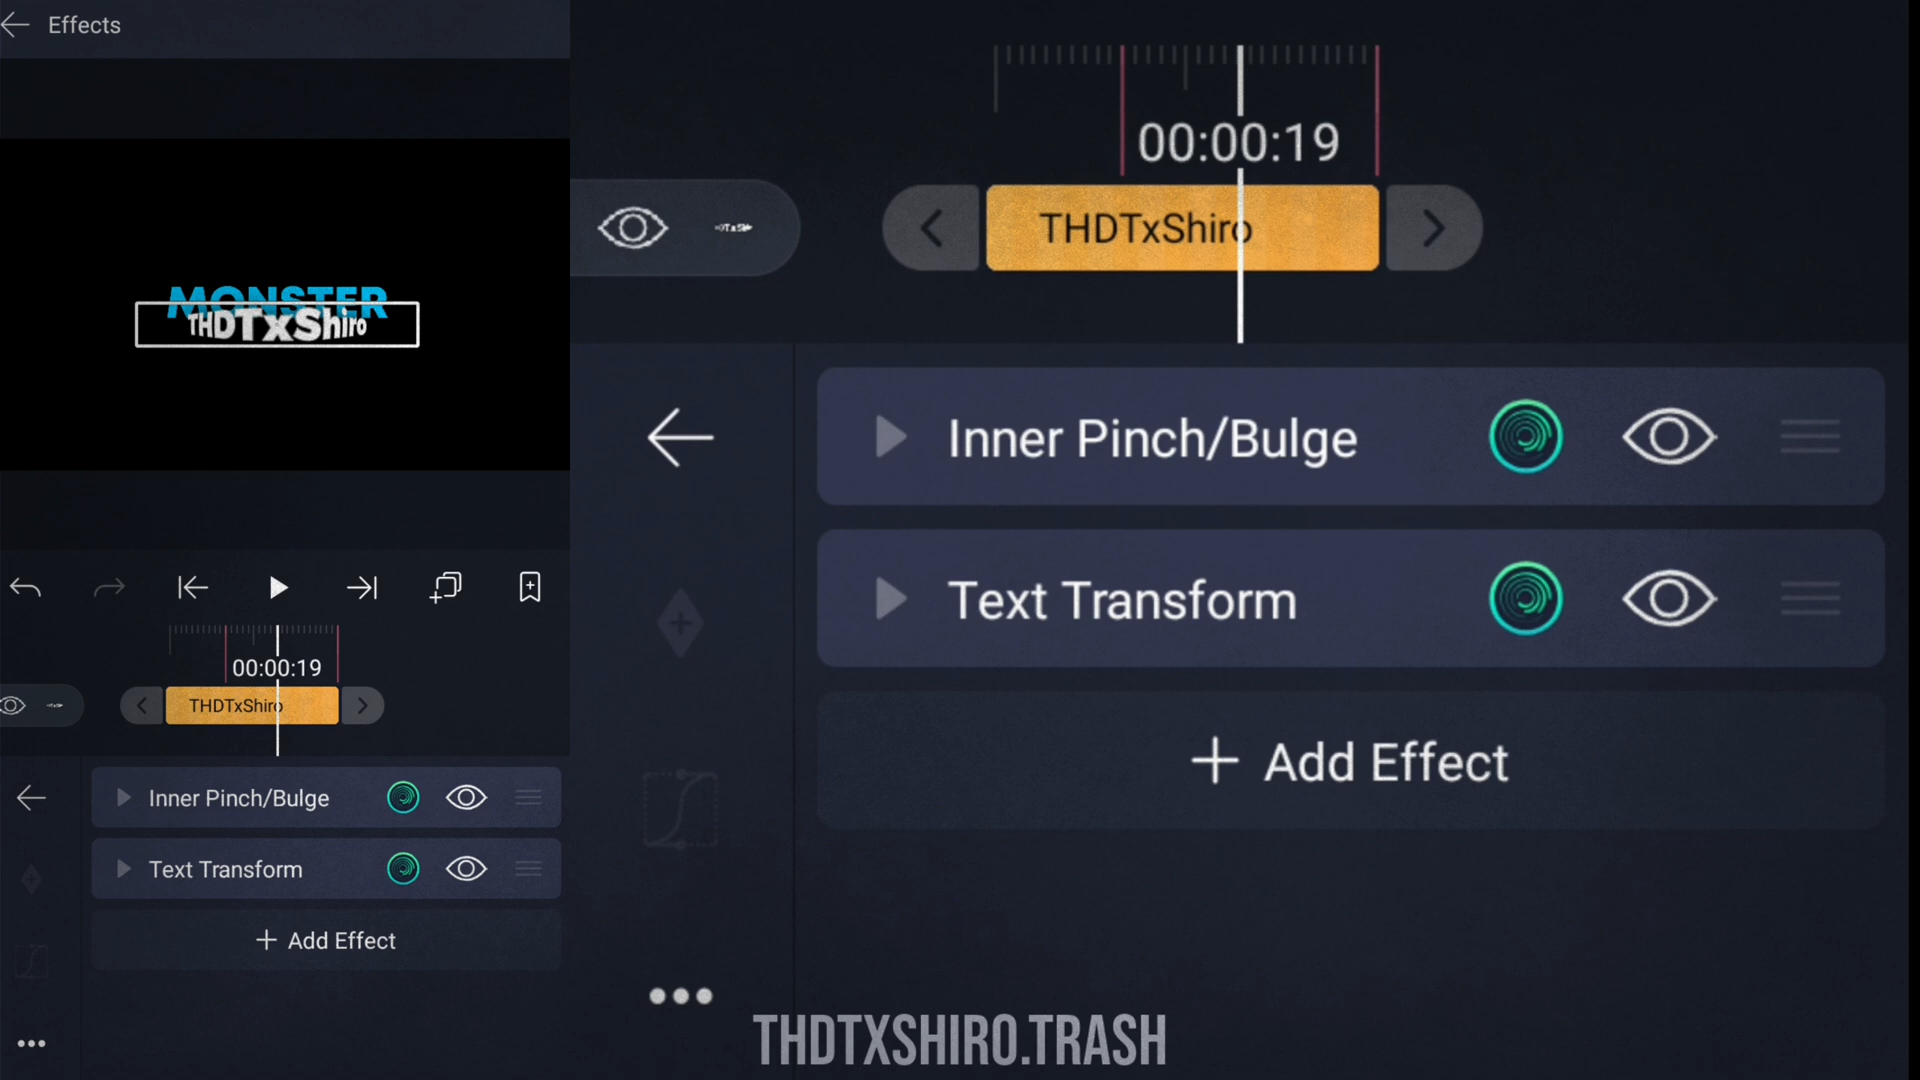 Effects
MONSTER
THDTxShiro
00:00:19
THDTxShiro
Inner Pinch/Bulge
Text Transform
+ Add Effect
00:00:19
THDTxShiro
Inner Pinch/Bulge
Text Transform
+ Add Effect
THDTXSHIRO.TRASH